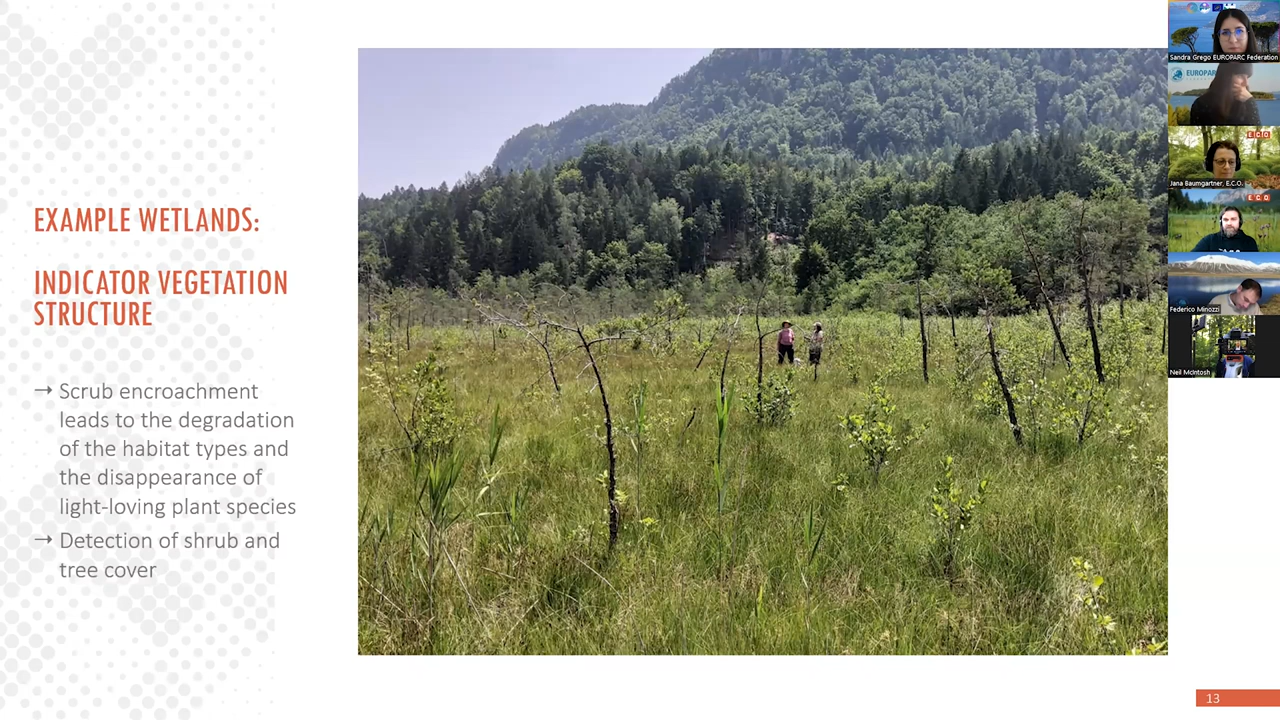 EXAMPLE WETLANDS:
INDICATOR VEGETATION
STRUCTURE
→ Scrub encroachment
leads to the degradation
of the habitat types and
the disappearance of
light-loving plant species
→ Detection of shrub and
tree cover
Sandra Grego EUROPARC Federation
EUROPAR
E.C.O.
Jana Baumgartner, E.C.O.
E.C.O.
Federico Minozzi
Neil McIntosh
13